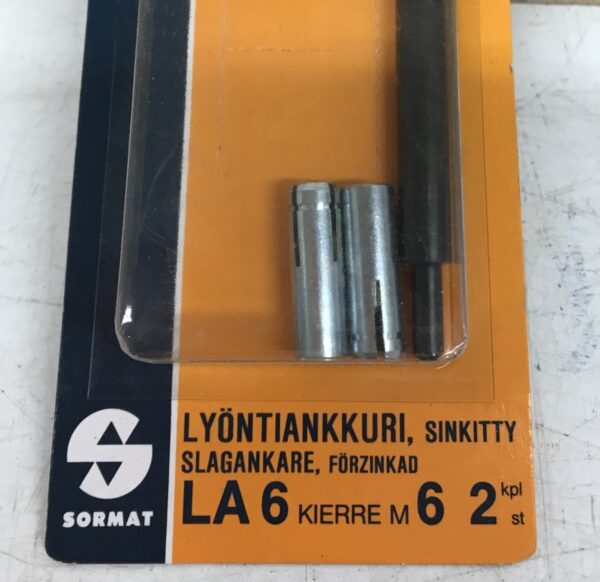 LYÖNTIANKKURI, SINKITTY
SLAGANKARE, FÖRZINKAD
LA 6 KIERRE M 6 2 kpl
st
SORMAT